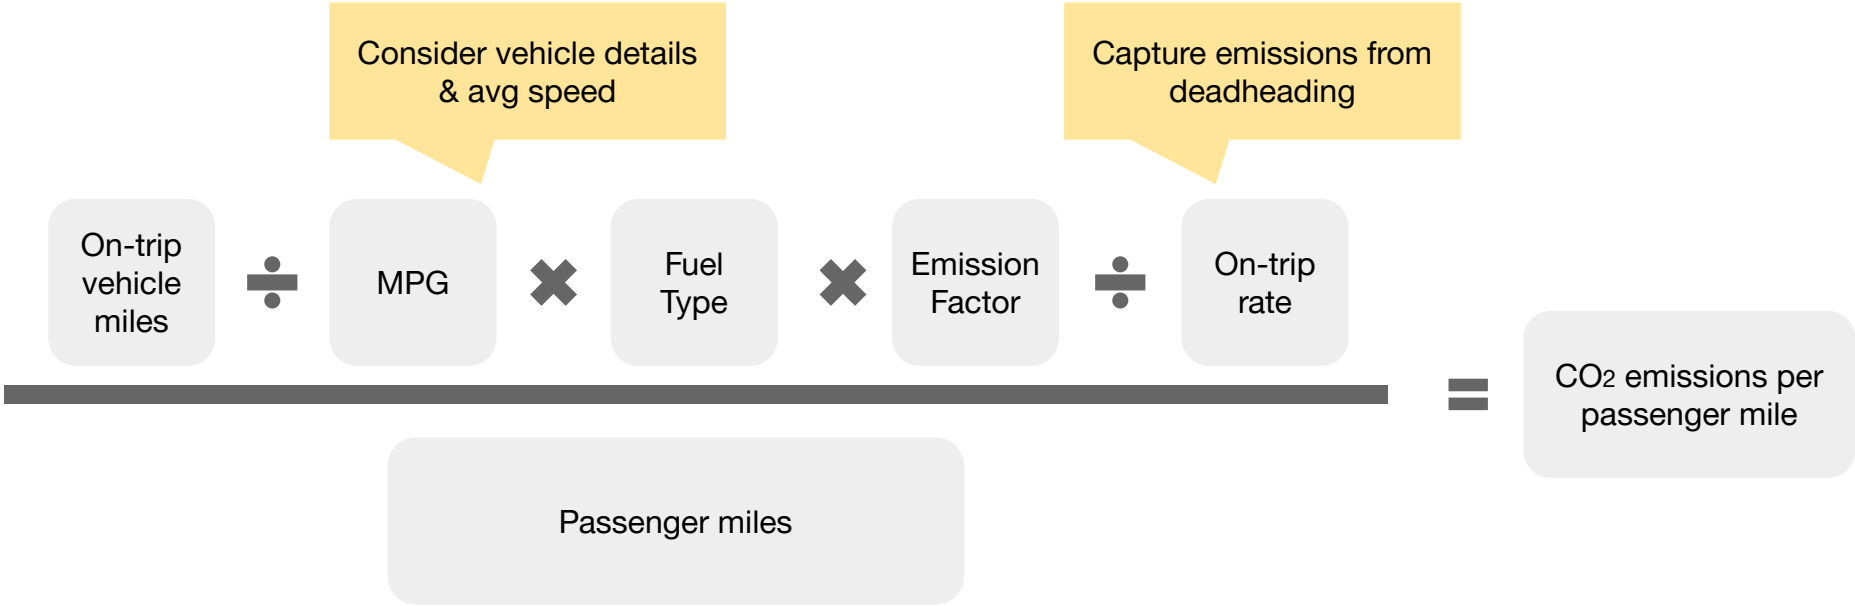 Consider vehicle details
& avg speed
Capture emissions from
deadheading
On-trip
vehicle
miles
÷
MPG
✖
Fuel
Type
✖
Emission
Factor
÷
On-trip
rate
=
CO2 emissions per
passenger mile
Passenger miles